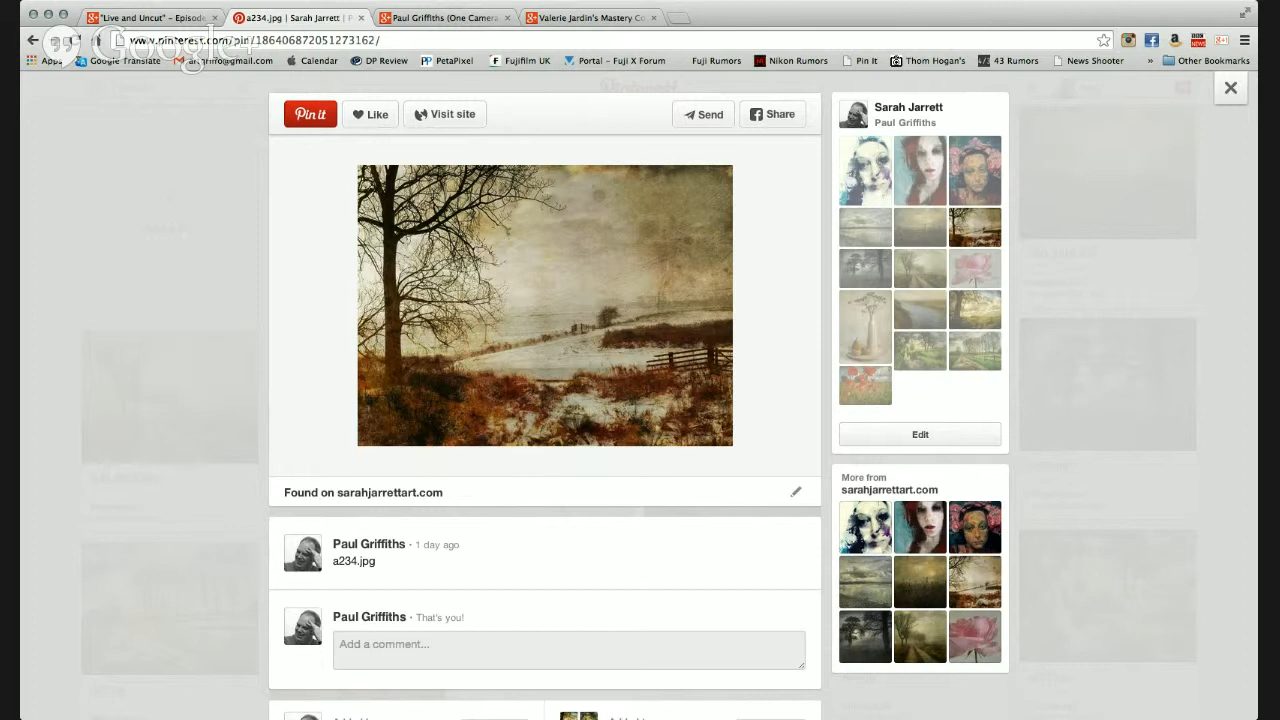 "Live and Uncut" – Episode
a234.jpg | Sarah Jarrett | P
Paul Griffiths (One Camera
Valerie Jardin's Mastery Co
Google+
www.pinterest.com/pin/186406872051273162/
Apps
Google Translate
Calendar
DP Review
PetaPixel
Fujifilm UK
Portal – Fuji X Forum
Fuji Rumors
Nikon Rumors
Pin It
Thom Hogan's
43 Rumors
News Shooter
»
Other Bookmarks
Pin it
Like
Visit site
Send
Share
Sarah Jarrett
Paul Griffiths
Edit
Found on sarahjarrettart.com
More from
sarahjarrettart.com
Paul Griffiths · 1 day ago
a234.jpg
Paul Griffiths · That's you!
Add a comment...